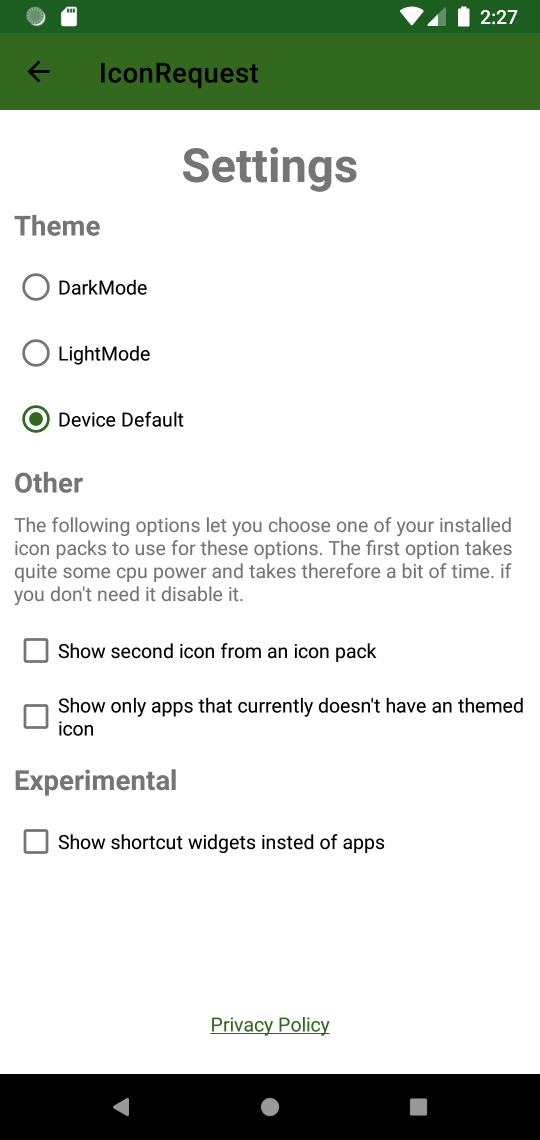 2:27
IconRequest
Settings
Theme
DarkMode
LightMode
Device Default
Other
The following options let you choose one of your installed
icon packs to use for these options. The first option takes
quite some cpu power and takes therefore a bit of time. if
you don't need it disable it.
Show second icon from an icon pack
Show only apps that currently doesn't have an themed
icon
Experimental
Show shortcut widgets insted of apps
Privacy Policy